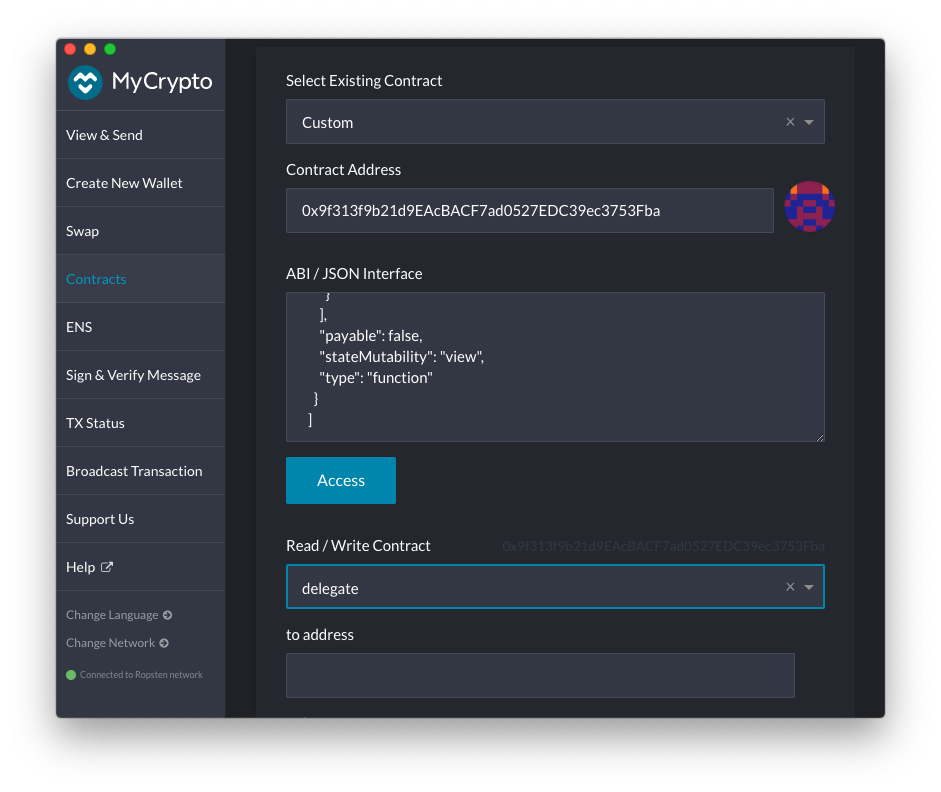 MyCrypto
View & Send
Create New Wallet
Swap
Contracts
ENS
Sign & Verify Message
TX Status
Broadcast Transaction
Support Us
Help
Change Language
Change Network
Connected to Ropsten network
Select Existing Contract
Custom
Contract Address
0x9f313f9b21d9EAcBACF7ad0527EDC39ec3753Fba
ABI / JSON Interface
}
],
"payable": false,
"stateMutability": "view",
"type": "function"
}
]
Access
Read / Write Contract 0x9f313f9b21d9EAcBACF7ad0527EDC39ec3753Fba
delegate
to address